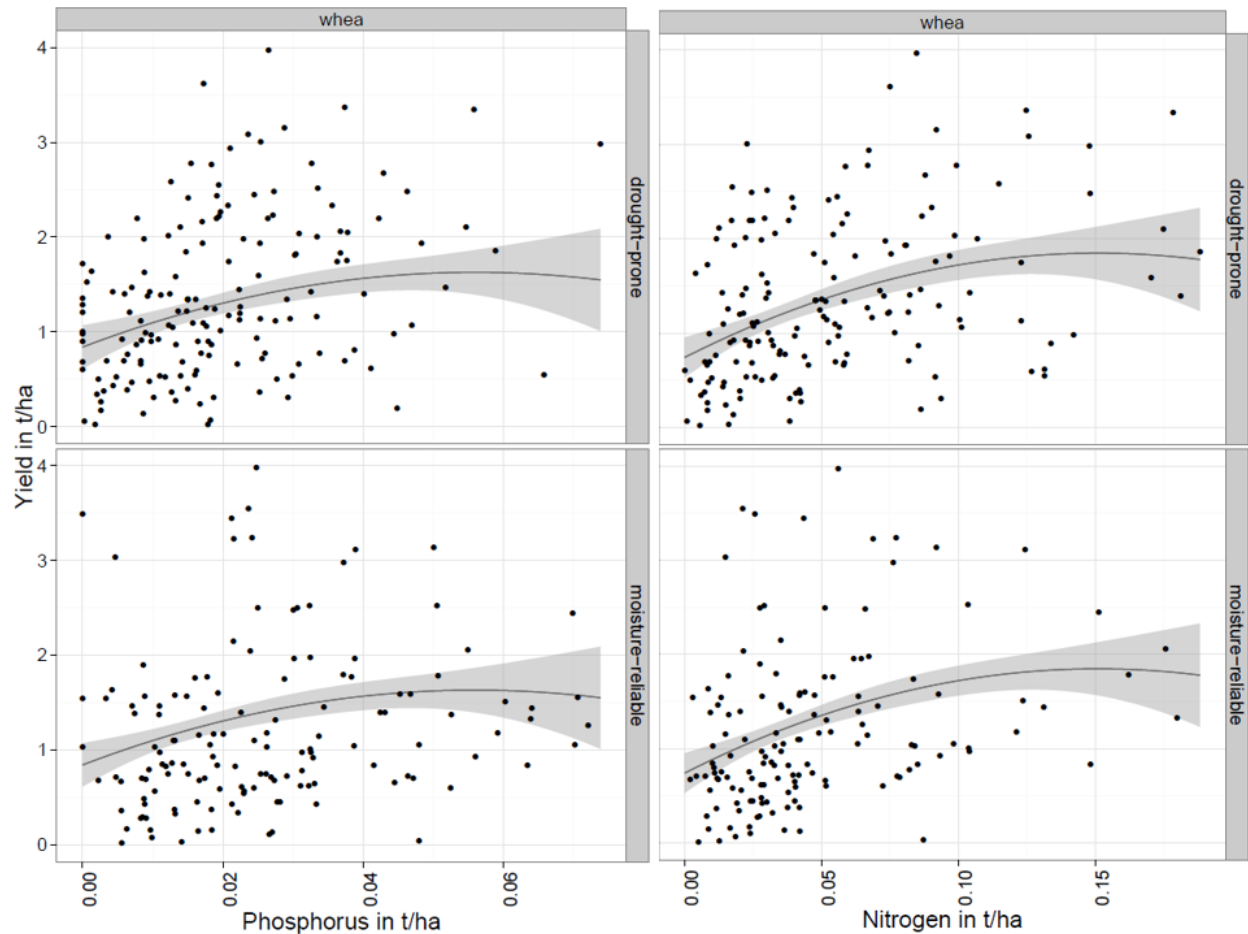 whea
whea
Yield in t/ha
4
3
2
1
0
drought-prone
drought-prone
4
3
2
1
0
moisture-reliable
moisture-reliable
0.00
0.02
0.04
0.06
0.00
0.05
0.10
0.15
Phosphorus in t/ha
Nitrogen in t/ha